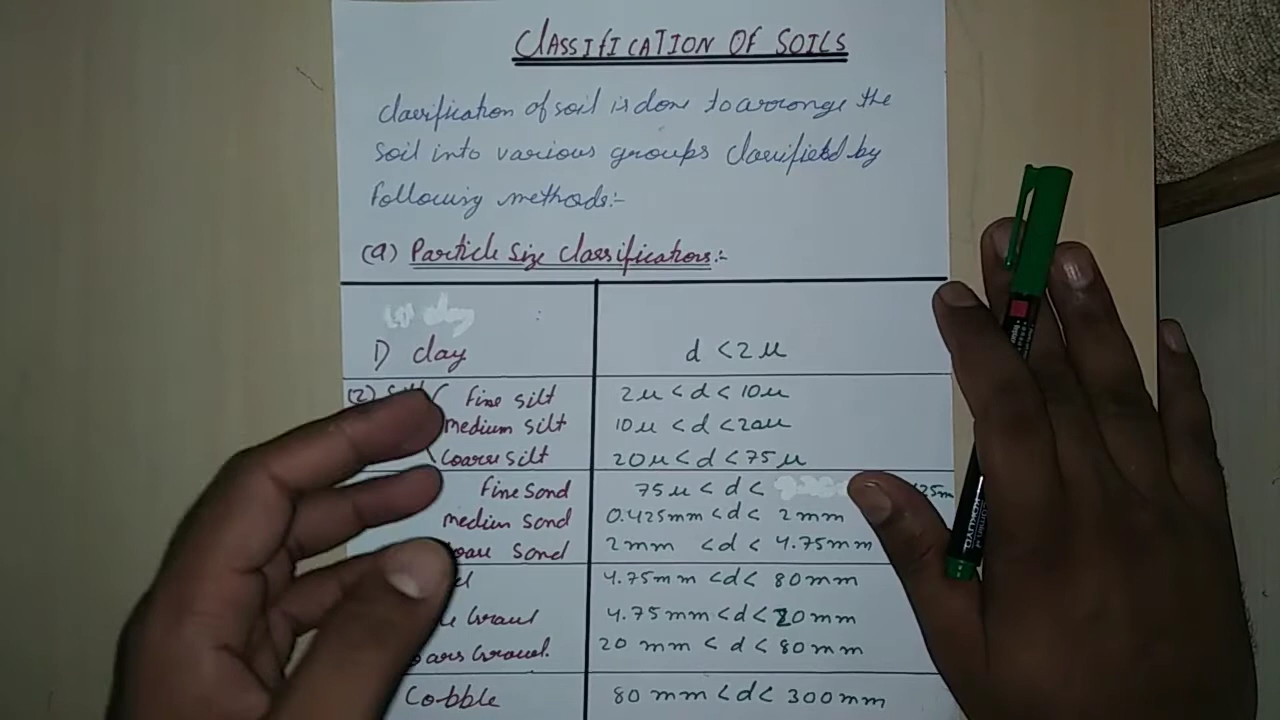 CLASSIFICATION OF SOILS
Classification of soil is done to arrange the
soil into various groups classified by
following methods:-
(a) Particle Size Classifications:-
1) clay d < 2 μ
(2) fine silt 2μ < d < 10μ
medium silt 10μ < d < 20μ
coarse silt 20μ < d < 75μ
fine sand 75μ < d <
medium sand 0.425mm < d < 2mm
sand 2mm < d < 4.75mm
4.75mm < d < 80mm
4.75mm < d < 20mm
20 mm < d < 80mm
Cobble 80 mm < d < 300mm